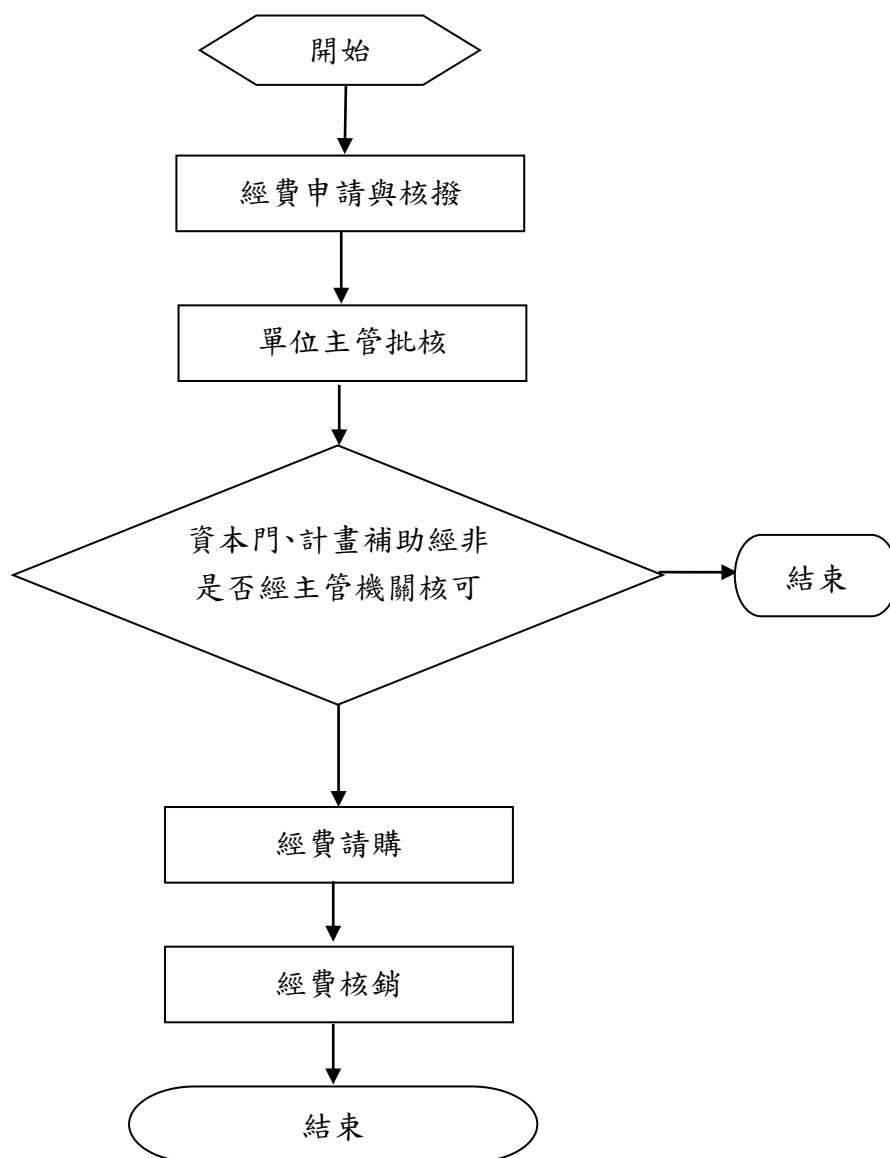 開始
經費申請與核撥
單位主管批核
資本門、計畫補助經非
是否經主管機關核可
結束
經費請購
經費核銷
結束